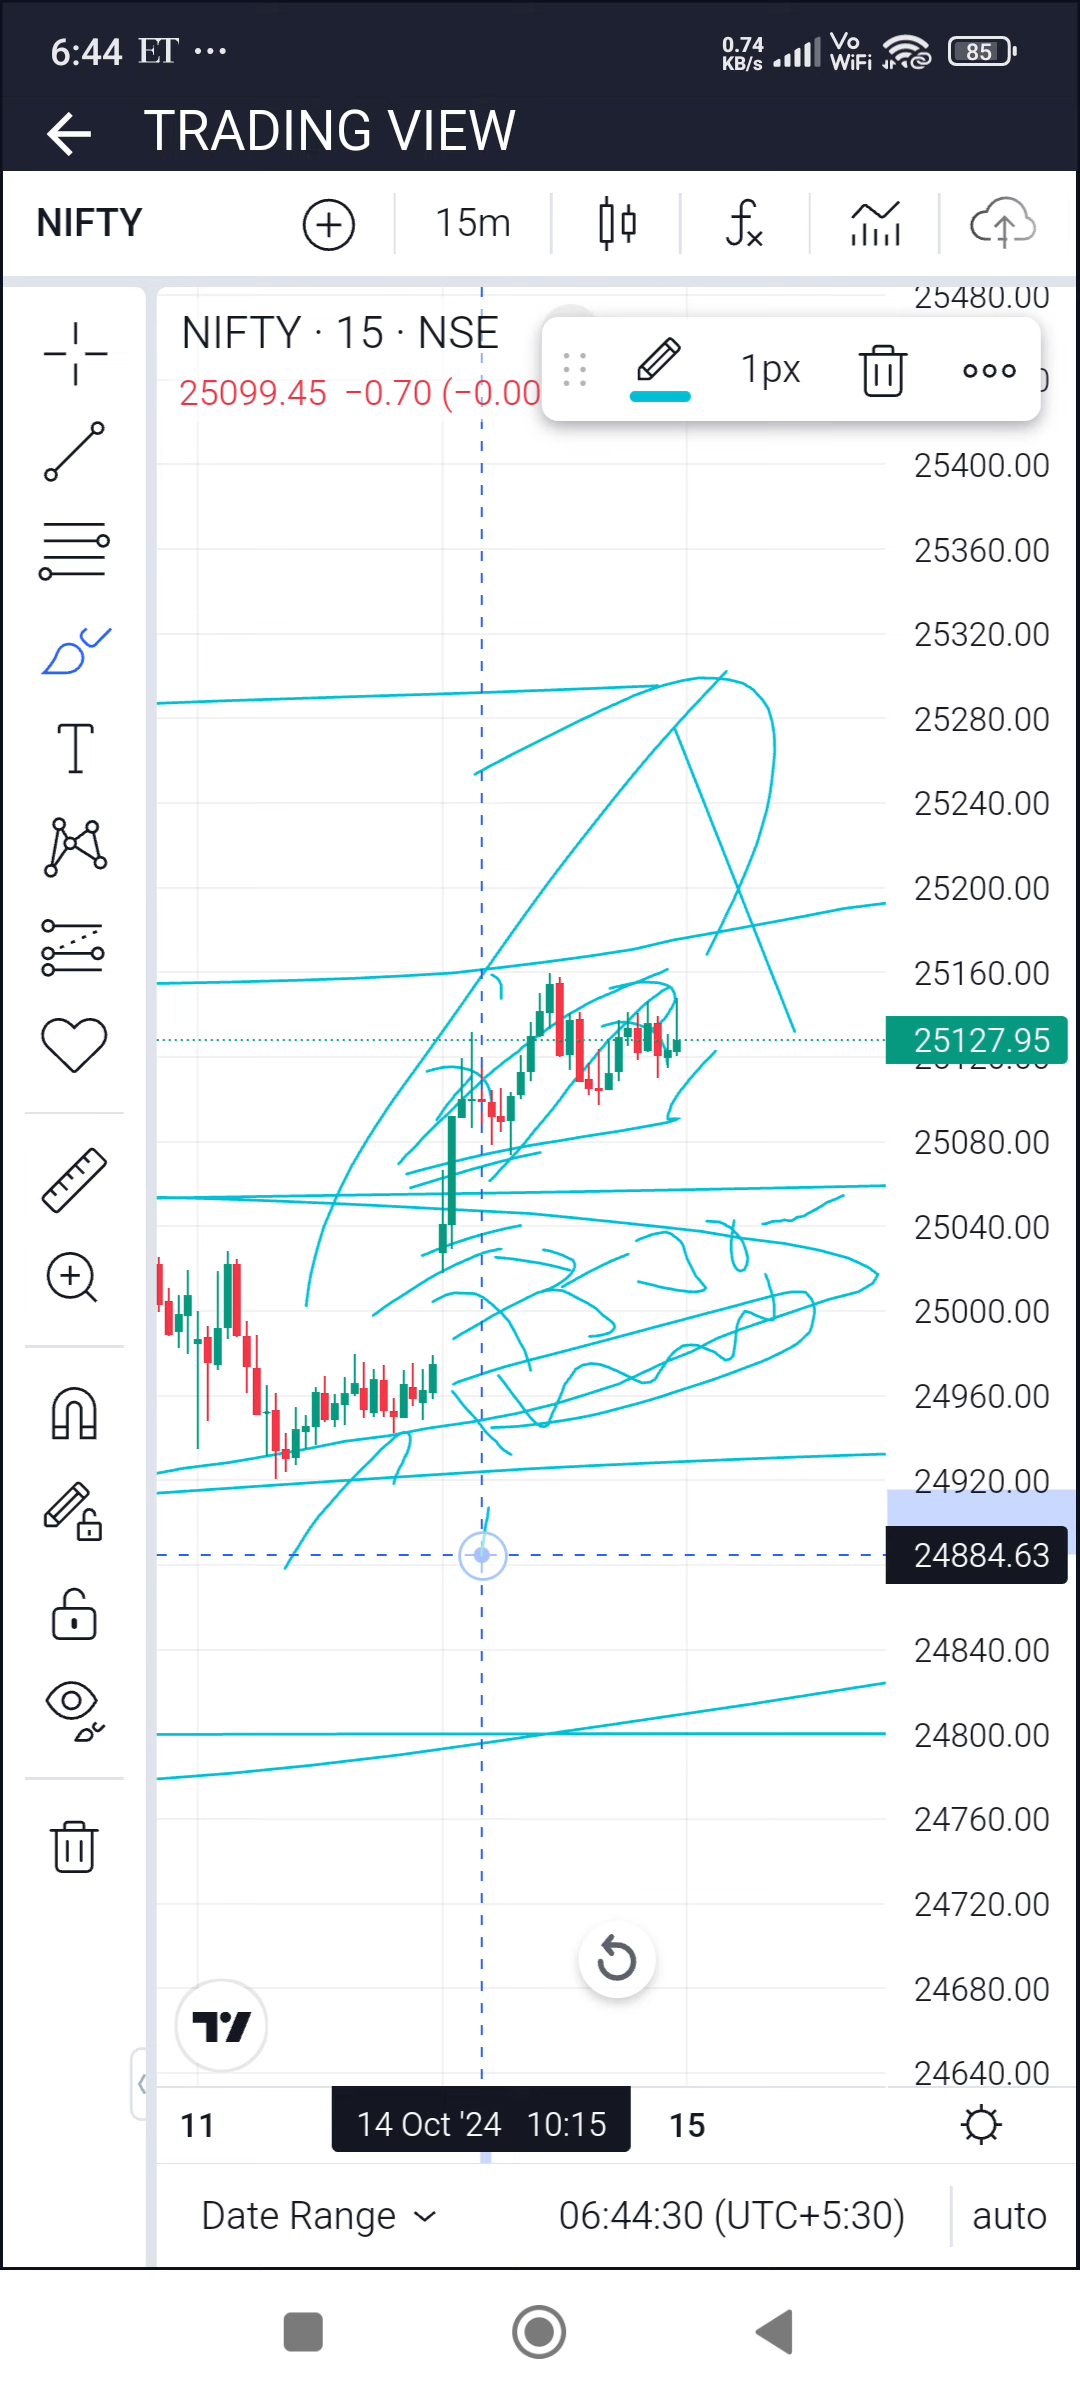 6:44 ET ...
0.74 KB/s Vo WiFi 85
TRADING VIEW
NIFTY 15m fx
NIFTY · 15 · NSE
25099.45 −0.70 (−0.00
1px
25480.00
25400.00
25360.00
25320.00
25280.00
25240.00
25200.00
25160.00
25127.95
25080.00
25040.00
25000.00
24960.00
24920.00
24884.63
24840.00
24800.00
24760.00
24720.00
24680.00
24640.00
11 14 Oct '24 10:15 15
Date Range 06:44:30 (UTC+5:30) auto